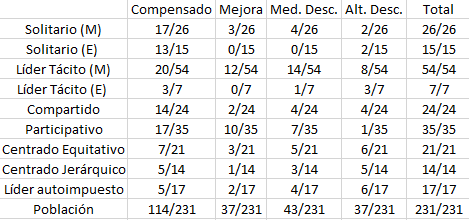 Compensado Mejora Med. Desc. Alt. Desc. Total
Solitario (M) 17/26 3/26 4/26 2/26 26/26
Solitario (E) 13/15 0/15 0/15 2/15 15/15
Líder Tácito (M) 20/54 12/54 14/54 8/54 54/54
Líder Tácito (E) 3/7 0/7 1/7 3/7 7/7
Compartido 14/24 2/24 4/24 4/24 24/24
Participativo 17/35 10/35 7/35 1/35 35/35
Centrado Equitativo 7/21 3/21 5/21 6/21 21/21
Centrado Jerárquico 5/14 1/14 3/14 5/14 14/14
Líder autoimpuesto 5/17 2/17 4/17 6/17 17/17
Población 114/231 37/231 43/231 37/231 231/231